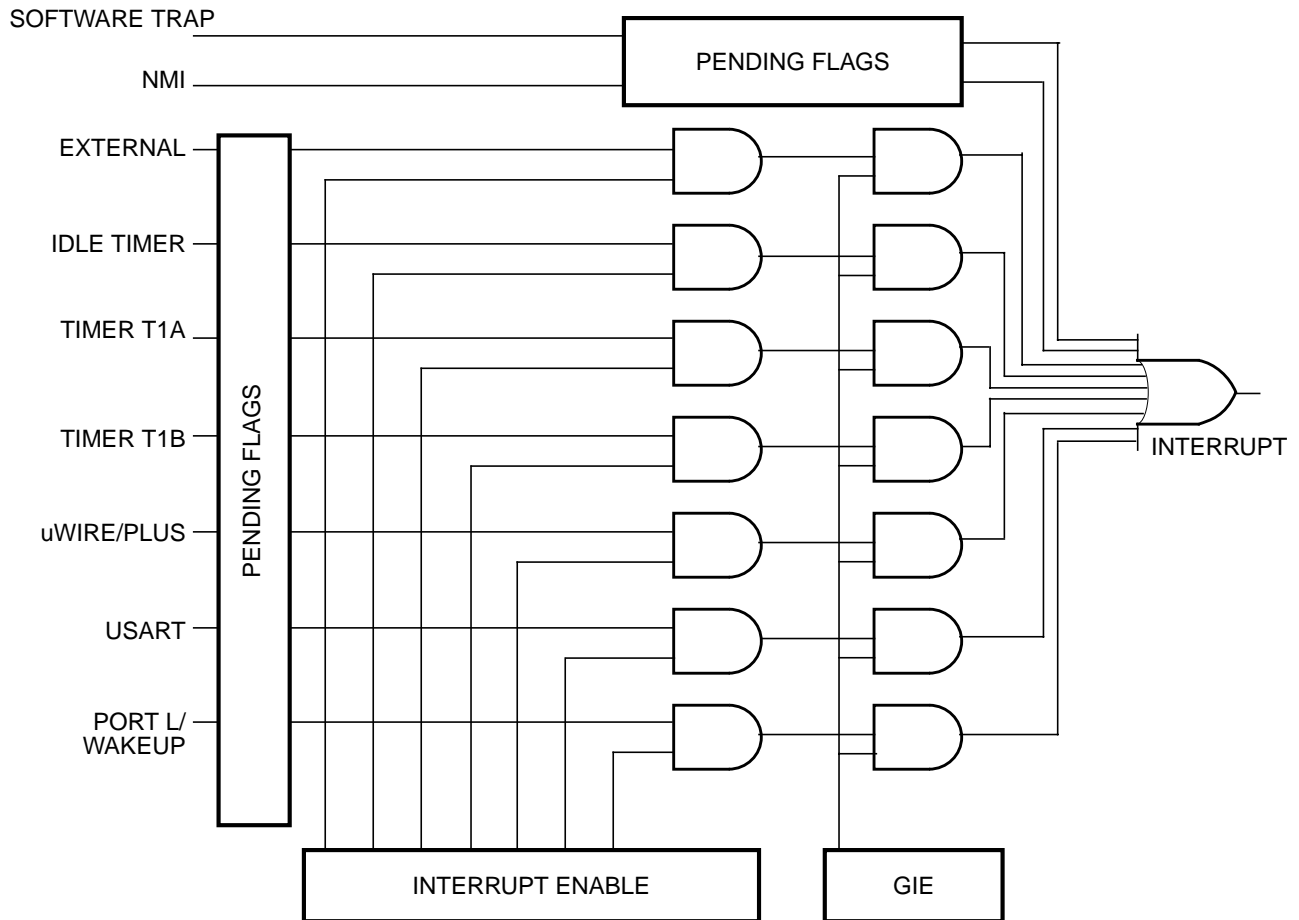 SOFTWARE TRAP
PENDING FLAGS
NMI
EXTERNAL
IDLE TIMER
TIMER T1A
PENDING FLAGS
TIMER T1B
INTERRUPT
uWIRE/PLUS
USART
PORT L/
WAKEUP
INTERRUPT ENABLE
GIE